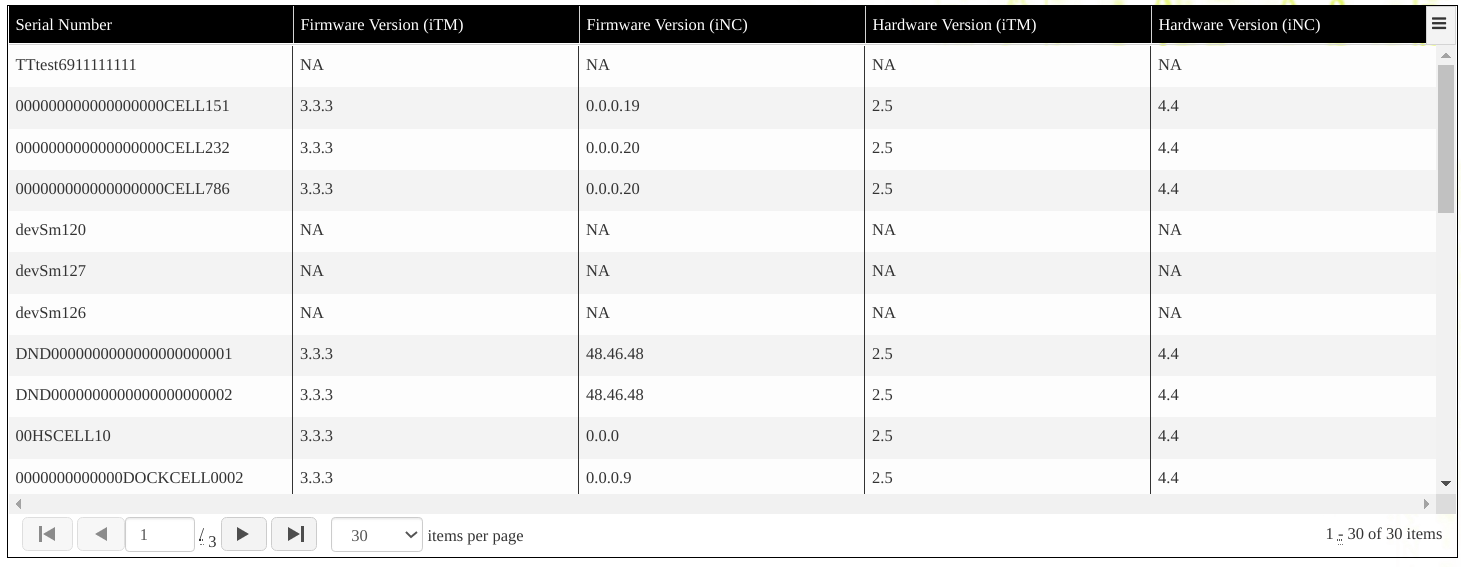 Serial Number Firmware Version (iTM) Firmware Version (iNC) Hardware Version (iTM) Hardware Version (iNC)
TTtest6911111111 NA NA NA NA
000000000000000000CELL151 3.3.3 0.0.0.19 2.5 4.4
000000000000000000CELL232 3.3.3 0.0.0.20 2.5 4.4
000000000000000000CELL786 3.3.3 0.0.0.20 2.5 4.4
devSm120 NA NA NA NA
devSm127 NA NA NA NA
devSm126 NA NA NA NA
DND0000000000000000000001 3.3.3 48.46.48 2.5 4.4
DND0000000000000000000002 3.3.3 48.46.48 2.5 4.4
00HSCELL10 3.3.3 0.0.0 2.5 4.4
0000000000000DOCKCELL0002 3.3.3 0.0.0.9 2.5 4.4
1 / 3 30 items per page 1 - 30 of 30 items